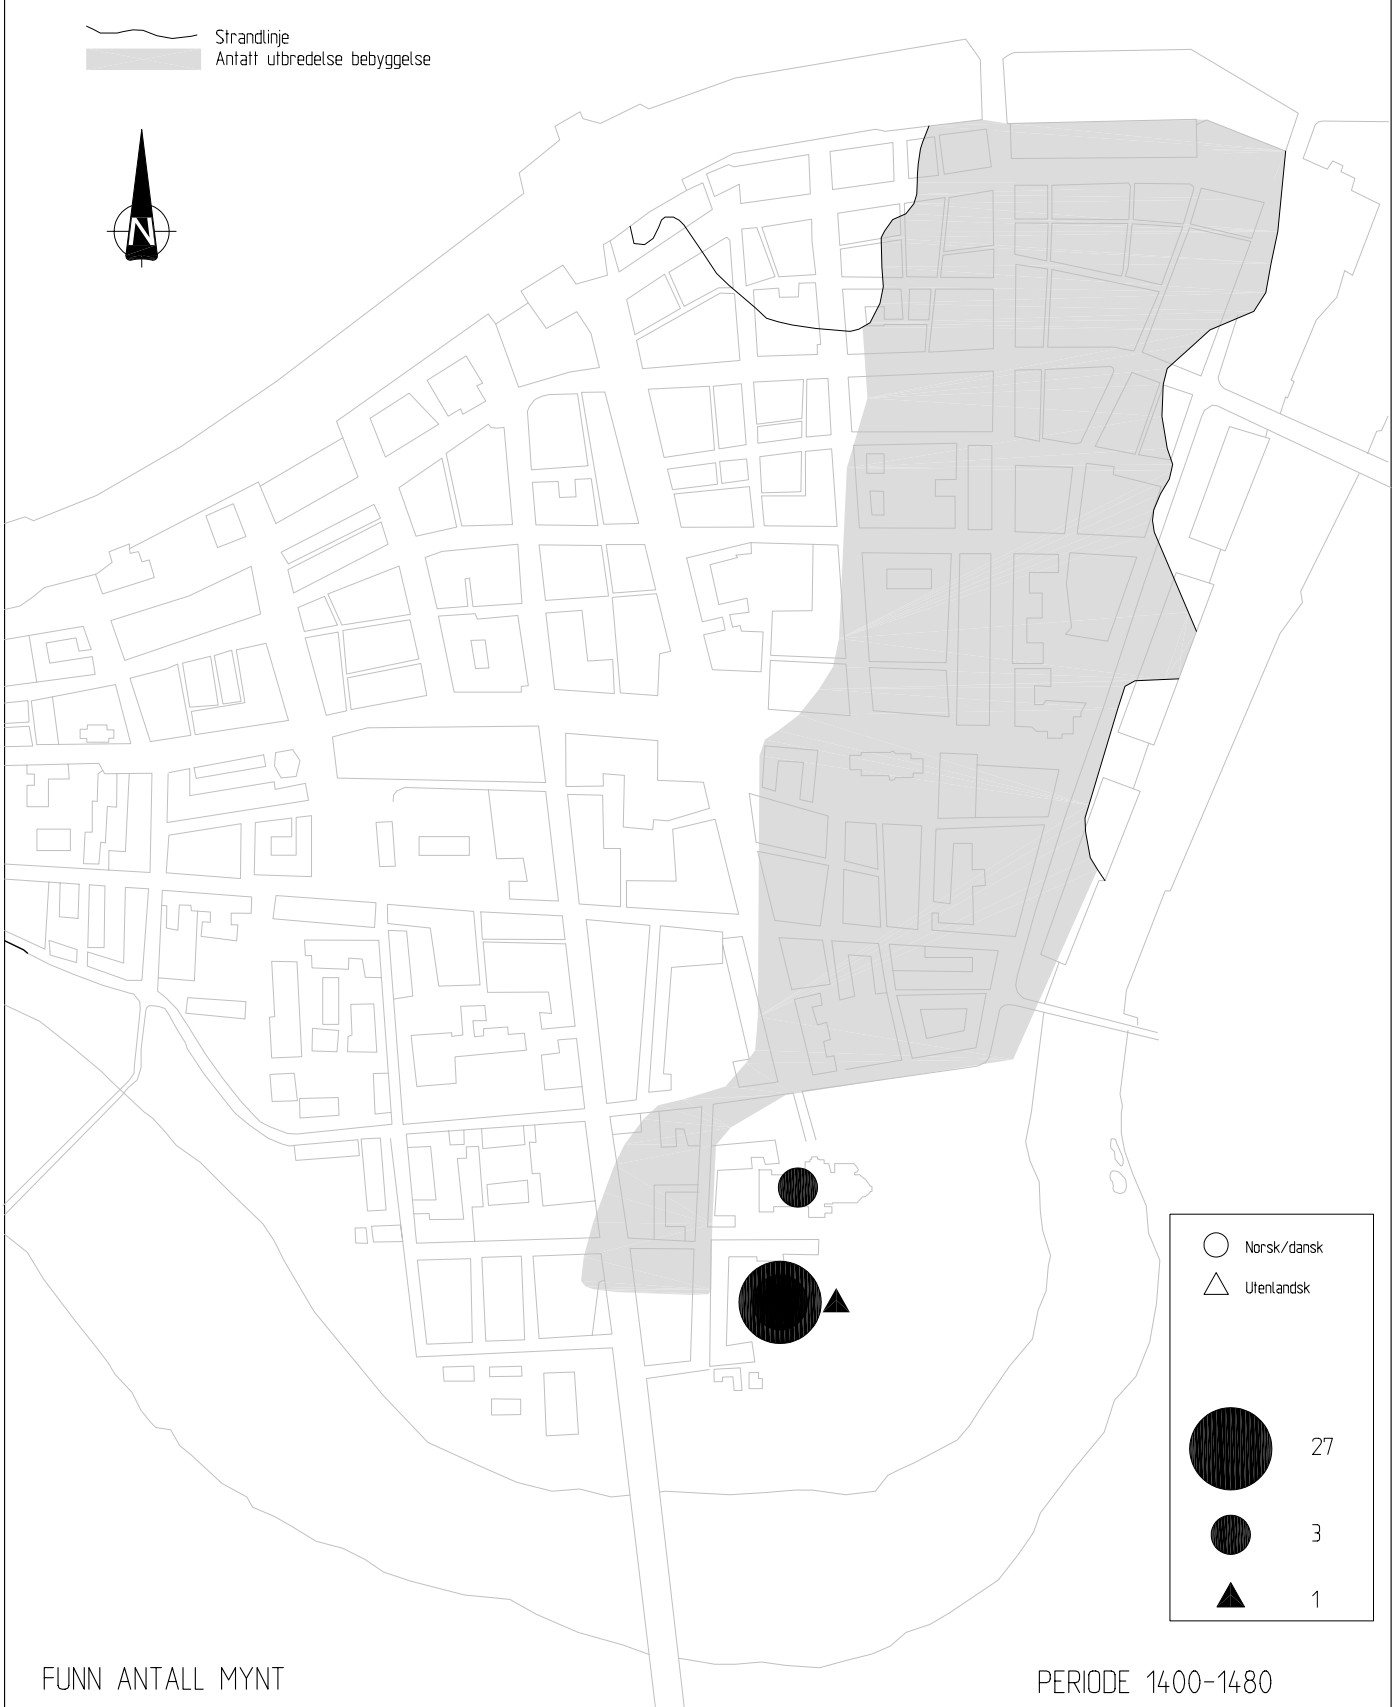 Strandlinje
Antatt utbredelse bebyggelse
N
Norsk/dansk
Utenlandsk
27
3
1
FUNN ANTALL MYNT
PERIODE 1400-1480